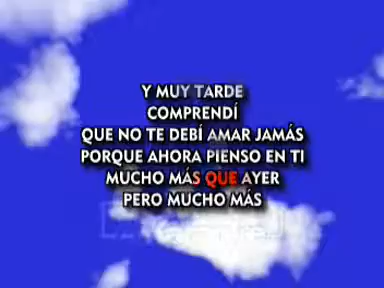 Y MUY TARDE
COMPRENDÍ
QUE NO TE DEBÍ AMAR JAMÁS
PORQUE AHORA PIENSO EN TI
MUCHO MÁS QUE AYER
PERO MUCHO MÁS